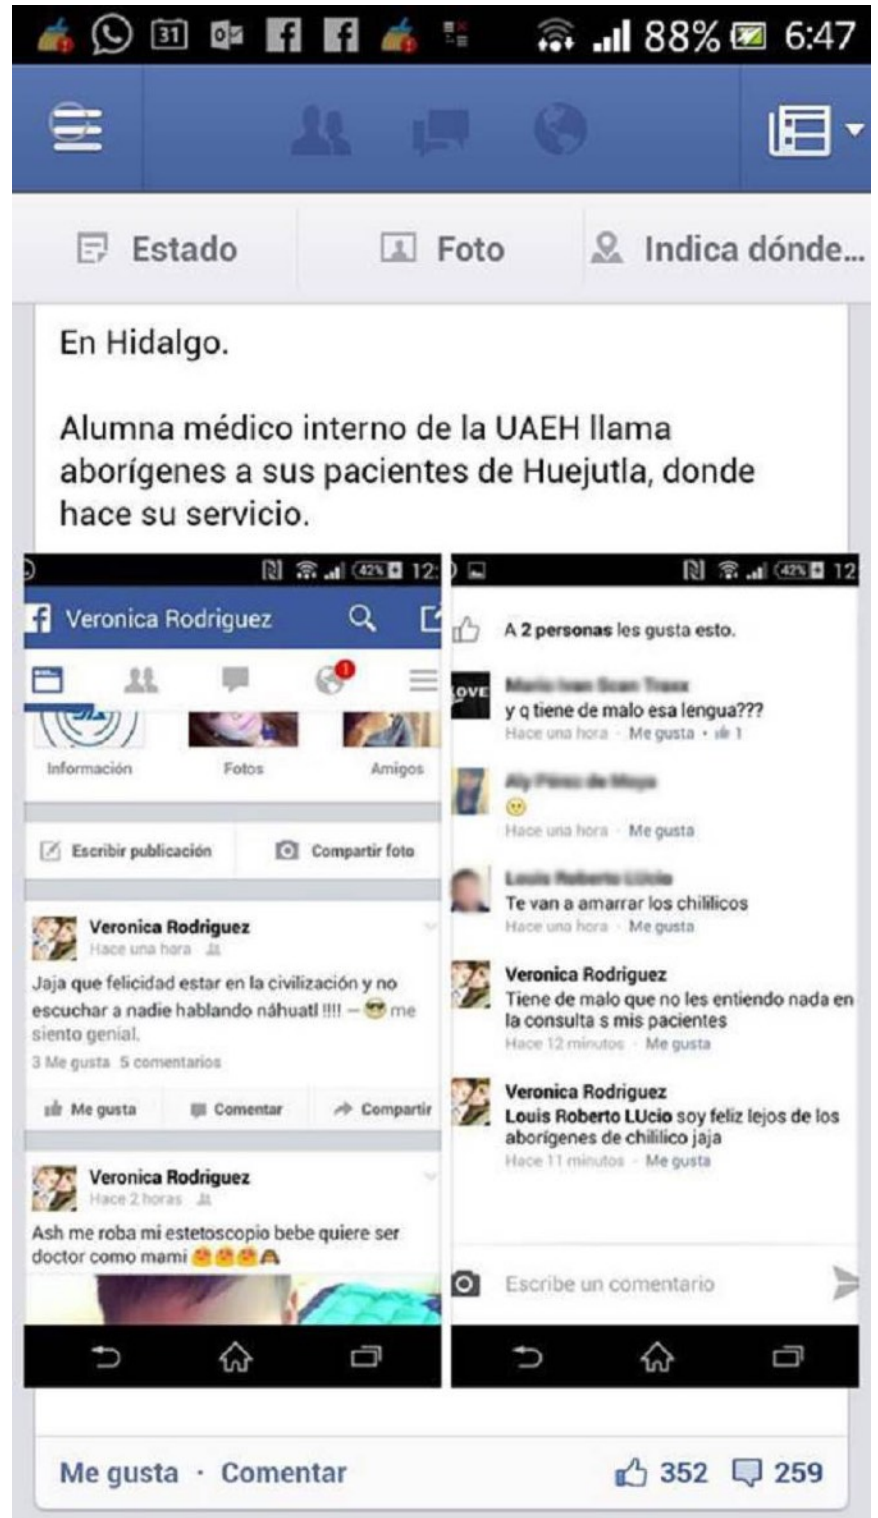 88% 6:47
31
Estado Foto Indica dónde...
En Hidalgo.
Alumna médico interno de la UAEH llama
aborígenes a sus pacientes de Huejutla, donde
hace su servicio.
42% 12:
Veronica Rodriguez
1
Información Fotos Amigos
Escribir publicación Compartir foto
Veronica Rodriguez
Hace una hora
Jaja que felicidad estar en la civilización y no
escuchar a nadie hablando náhuatl !!!! — me
siento genial.
3 Me gusta 5 comentarios
Me gusta Comentar Compartir
Veronica Rodriguez
Hace 2 horas
Ash me roba mi estetoscopio bebe quiere ser
doctor como mami
42% 12
A 2 personas les gusta esto.
OVE
y q tiene de malo esa lengua???
Hace una hora · Me gusta · 1
Hace una hora · Me gusta
Te van a amarrar los chililicos
Hace una hora · Me gusta
Veronica Rodriguez
Tiene de malo que no les entiendo nada en
la consulta s mis pacientes
Hace 12 minutos · Me gusta
Veronica Rodriguez
Louis Roberto LUcio soy feliz lejos de los
aborígenes de chililico jaja
Hace 11 minutos · Me gusta
Escribe un comentario
Me gusta · Comentar 352 259